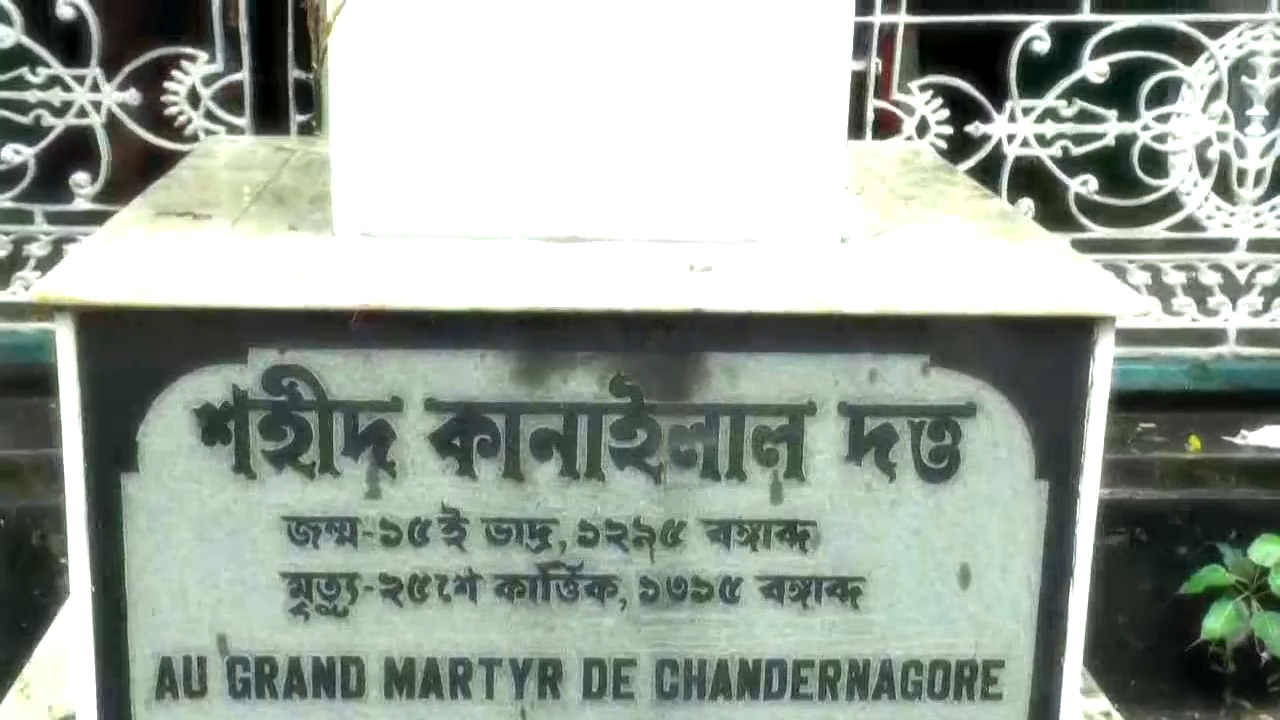 শহীদ কানাইলাল দত্ত
জন্ম-১৫ই ভাদ্র, ১২৯৫ বঙ্গাব্দ
মৃত্যু-২৫শে কার্ত্তিক, ১৩১৫ বঙ্গাব্দ
AU GRAND MARTYR DE CHANDERNAGORE